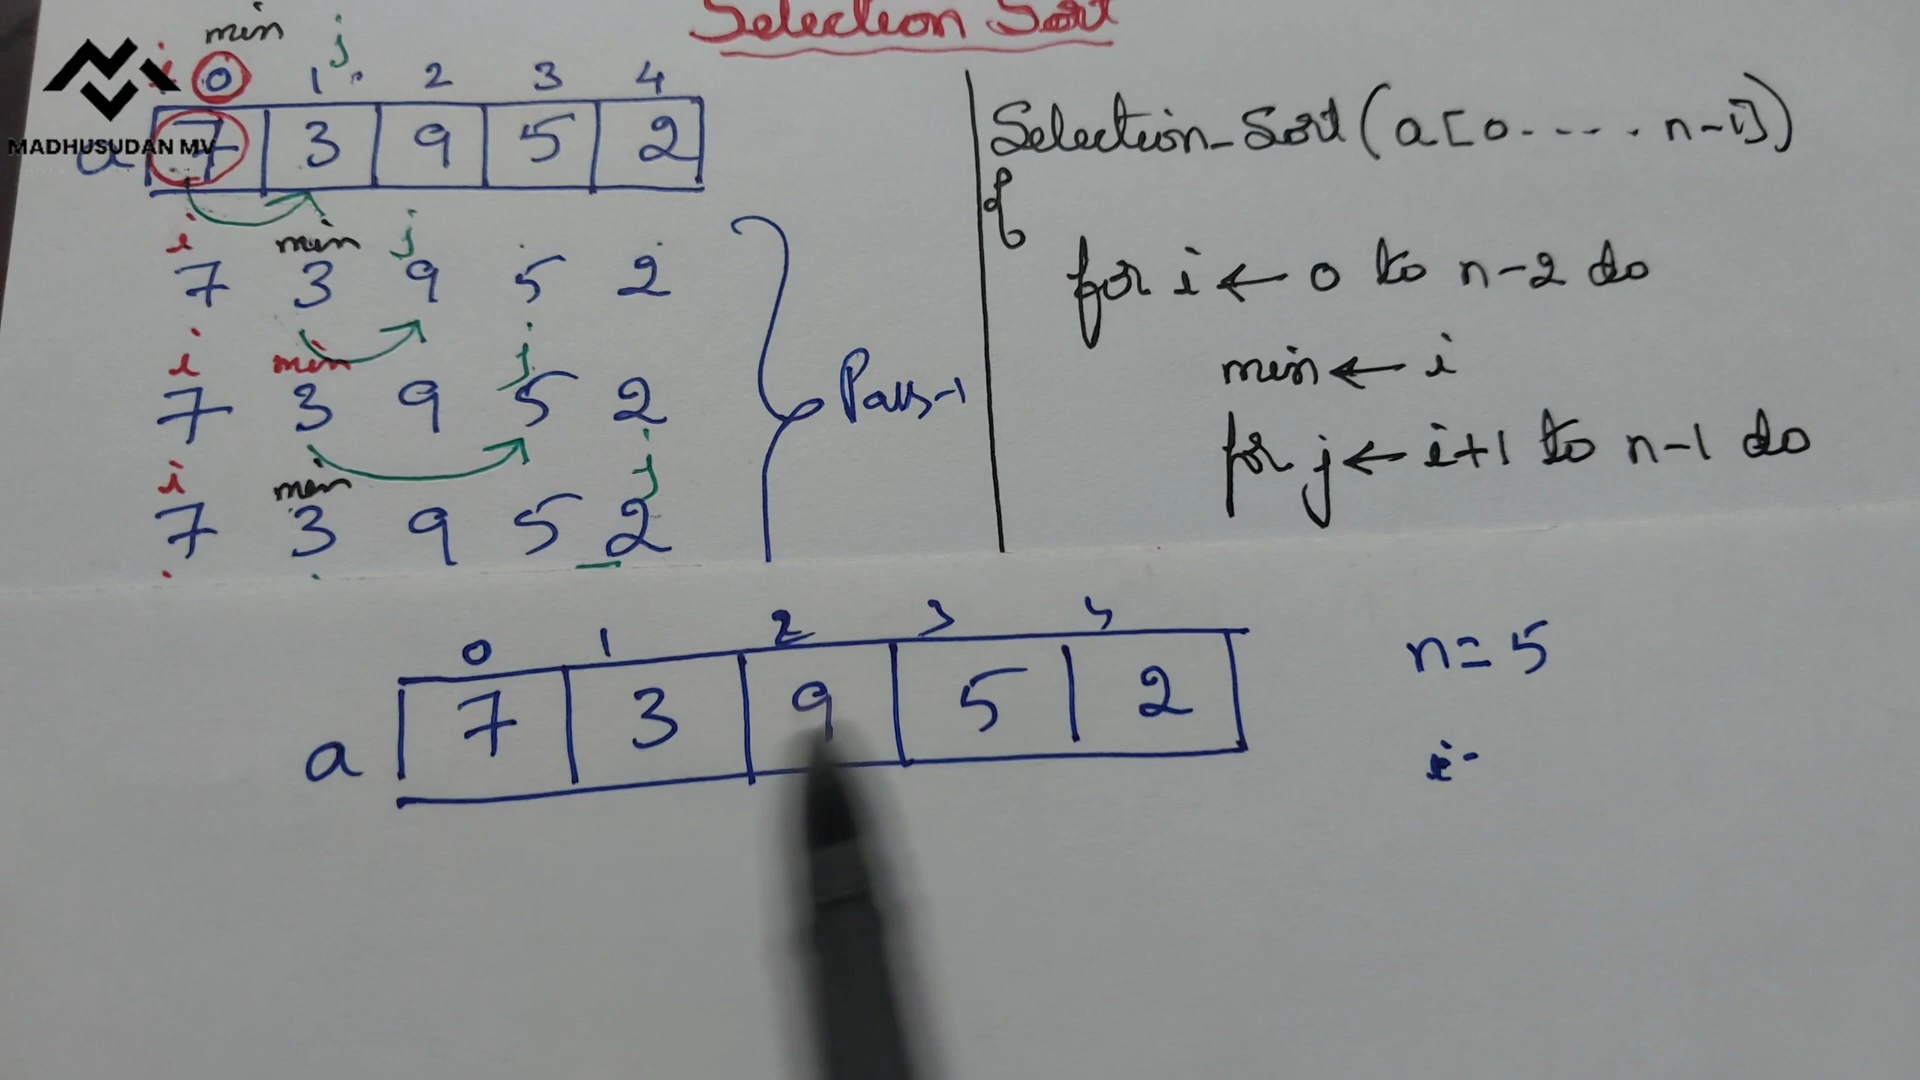 Selection Sort
min j
i 0 1 2 3 4
a 7 3 9 5 2
MADHUSUDAN MV
i min j
7 3 9 5 2
i min j
7 3 9 5 2
i min j
7 3 9 5 2
Pass-1
Selection-Sort(a[0-----n-1])
{
for i ← 0 to n-2 do
min ← i
for j ← i+1 to n-1 do
0 1 2 3 4
a 7 3 9 5 2
n = 5
i